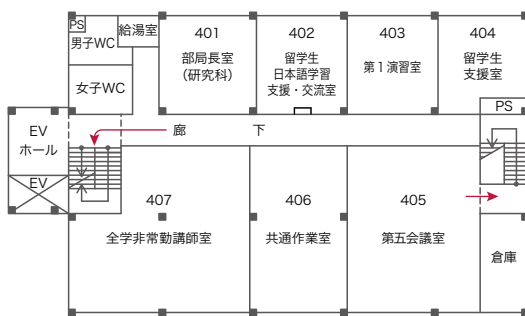 PS
男子WC
給湯室
女子WC
401
部局長室
（研究科）
402
留学生
日本語学習
支援・交流室
403
第１演習室
404
留学生
支援室
PS
EV
ホール
EV
廊　下
407
全学非常勤講師室
406
共通作業室
405
第五会議室
倉庫